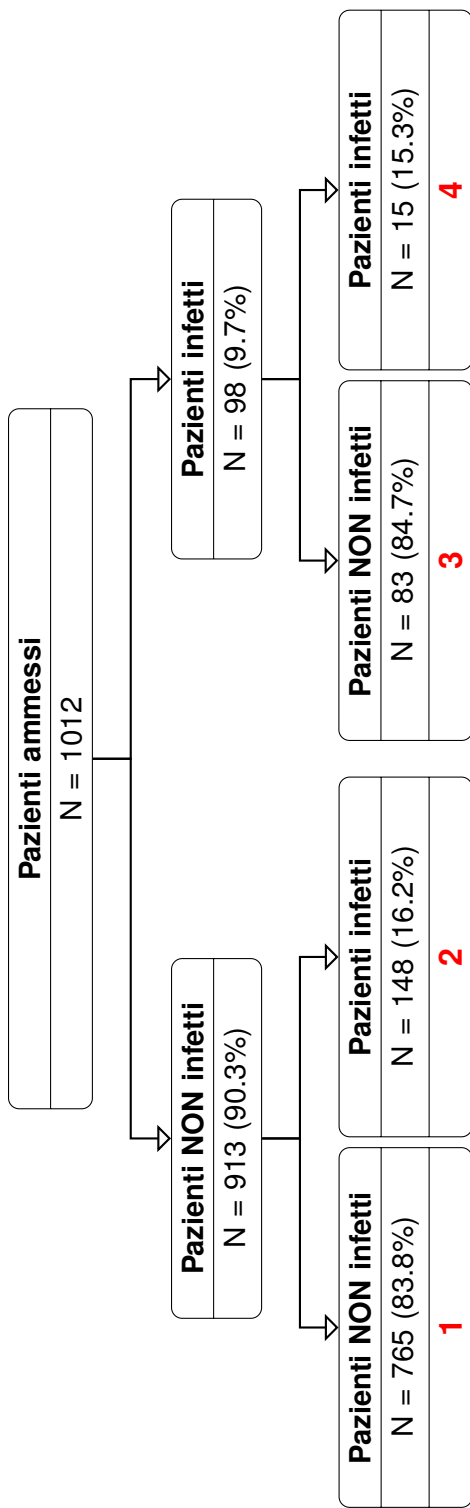 Pazienti ammessi
N = 1012
Pazienti NON infetti
N = 913 (90.3%)
Pazienti infetti
N = 98 (9.7%)
Pazienti NON infetti
N = 765 (83.8%)
1
Pazienti infetti
N = 148 (16.2%)
2
Pazienti NON infetti
N = 83 (84.7%)
3
Pazienti infetti
N = 15 (15.3%)
4